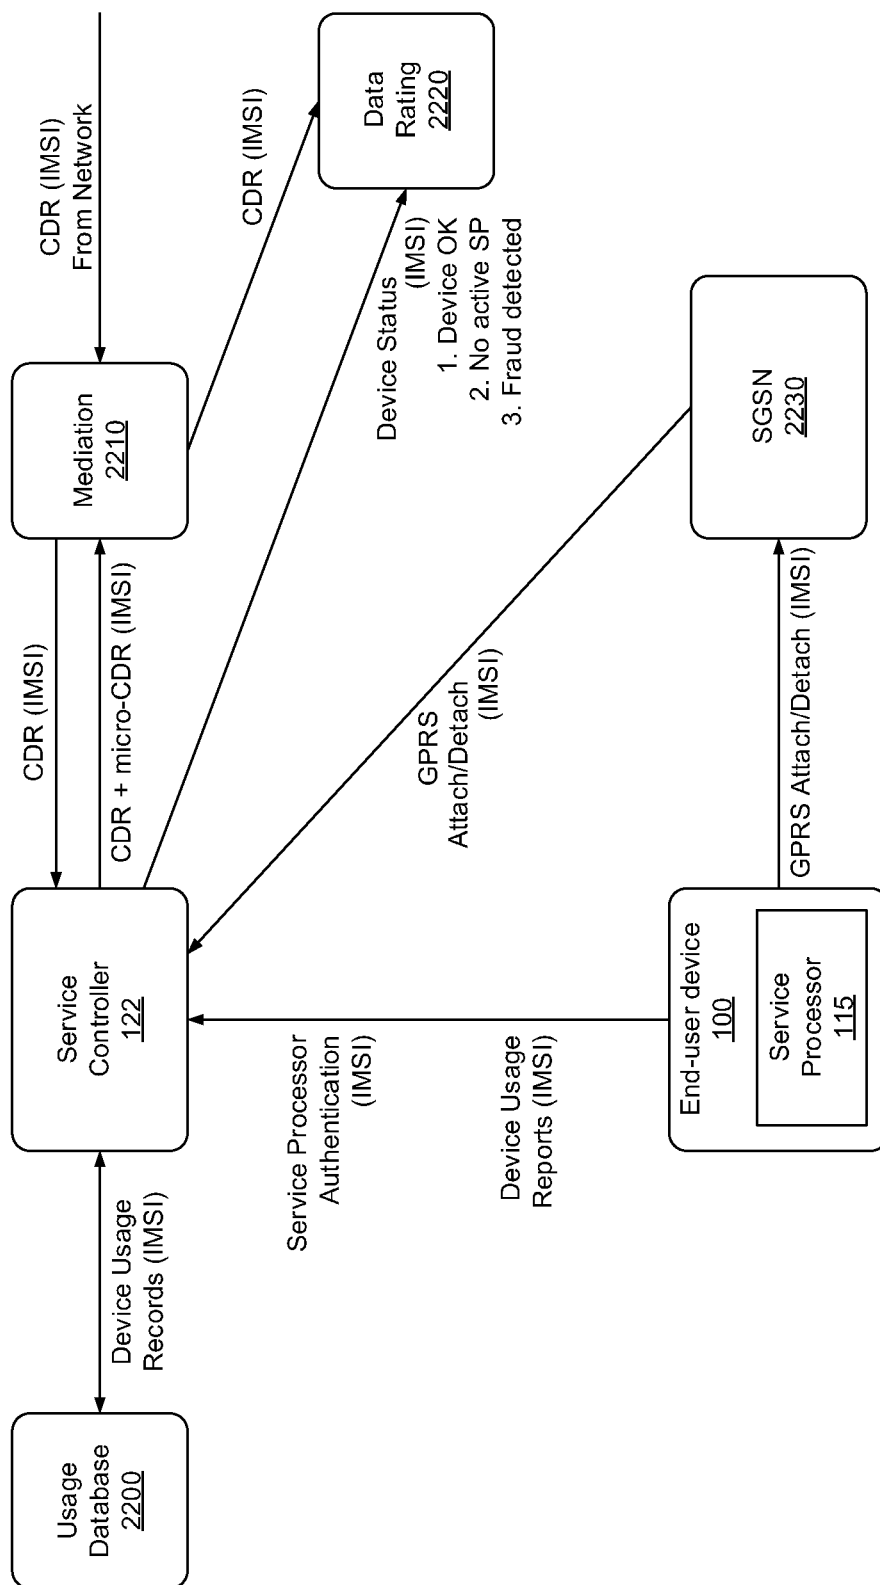 Usage
Database
2200
Device Usage
Records (IMSI)
Service
Controller
122
CDR (IMSI)
CDR + micro-CDR (IMSI)
Mediation
2210
CDR (IMSI)
From Network
CDR (IMSI)
Data
Rating
2220
Device Status
(IMSI)
1. Device OK
2. No active SP
3. Fraud detected
Service Processor
Authentication
(IMSI)
Device Usage
Reports (IMSI)
GPRS
Attach/Detach
(IMSI)
End-user device
100
Service
Processor
115
GPRS Attach/Detach (IMSI)
SGSN
2230